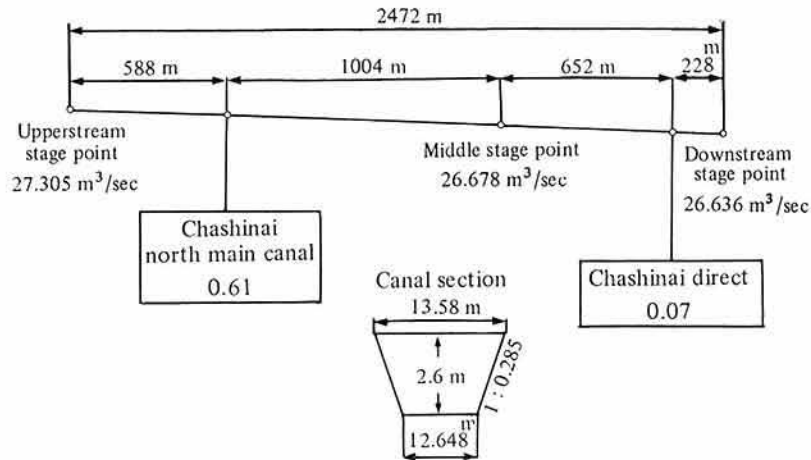 2472 m
588 m
1004 m
652 m
m
228
Upperstream
stage point
27.305 m³/sec
Middle stage point
26.678 m³/sec
Downstream
stage point
26.636 m³/sec
Chashinai
north main canal
0.61
Chashinai direct
0.07
Canal section
13.58 m
2.6 m
1 : 0.285
m
12.648